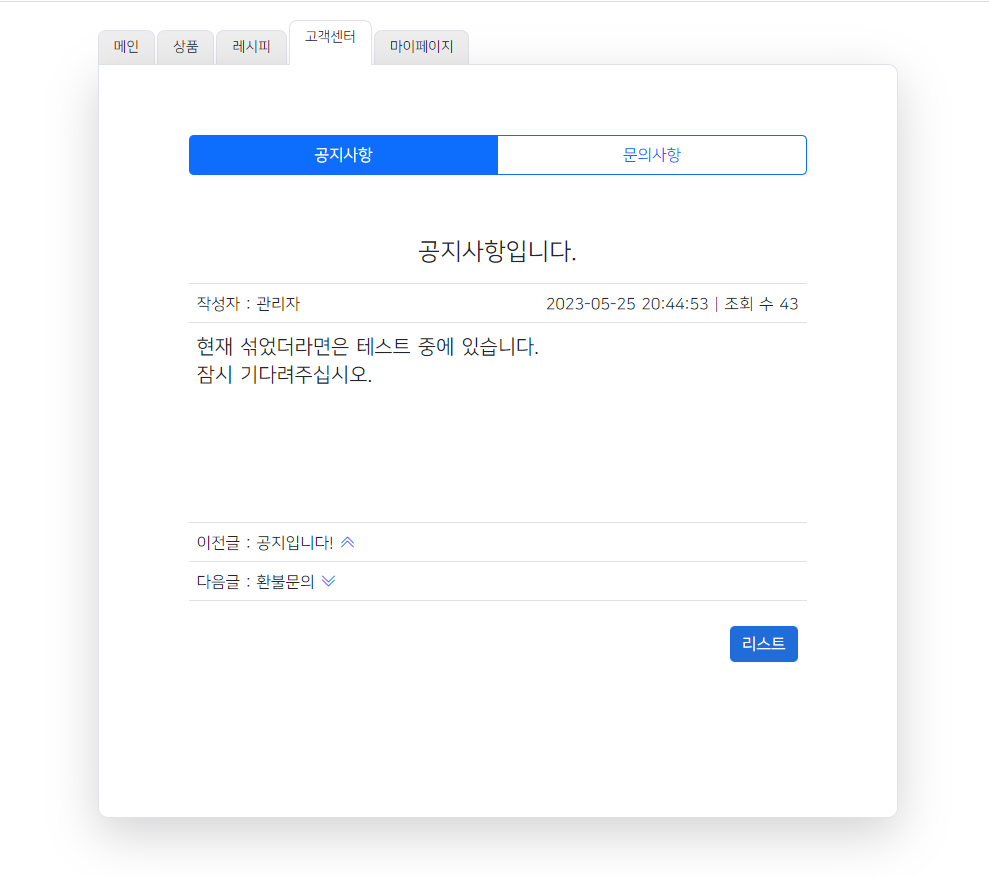 메인 상품 레시피 고객센터 마이페이지
공지사항 문의사항
공지사항입니다.
작성자 : 관리자 2023-05-25 20:44:53 | 조회 수 43
현재 섞었더라면은 테스트 중에 있습니다.
잠시 기다려주십시오.
이전글 : 공지입니다!
다음글 : 환불문의
리스트